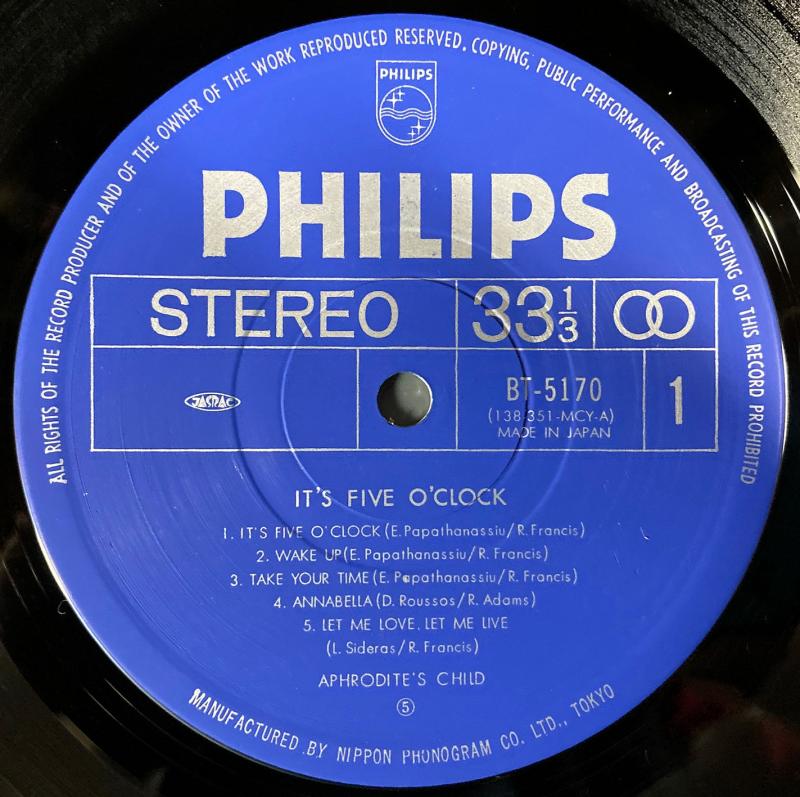 ALL RIGHTS OF THE RECORD PRODUCER AND OF THE OWNER OF THE WORK REPRODUCED RESERVED. COPYING, PUBLIC PERFORMANCE AND BROADCASTING OF THIS RECORD PROHIBITED
PHILIPS
PHILIPS
STEREO 33 1/3
JASRAC BT-5170 1
(138 351-MCY-A)
MADE IN JAPAN
IT'S FIVE O'CLOCK
1. IT'S FIVE O'CLOCK (E. Papathanassiu/R. Francis)
2. WAKE UP (E. Papathanassiu/R. Francis)
3. TAKE YOUR TIME (E. Papathanassiu/R. Francis)
4. ANNABELLA (D. Roussos/R. Adams)
5. LET ME LOVE, LET ME LIVE
(L. Sideras/R. Francis)
APHRODITE'S CHILD
⑤
MANUFACTURED BY NIPPON PHONOGRAM CO. LTD., TOKYO